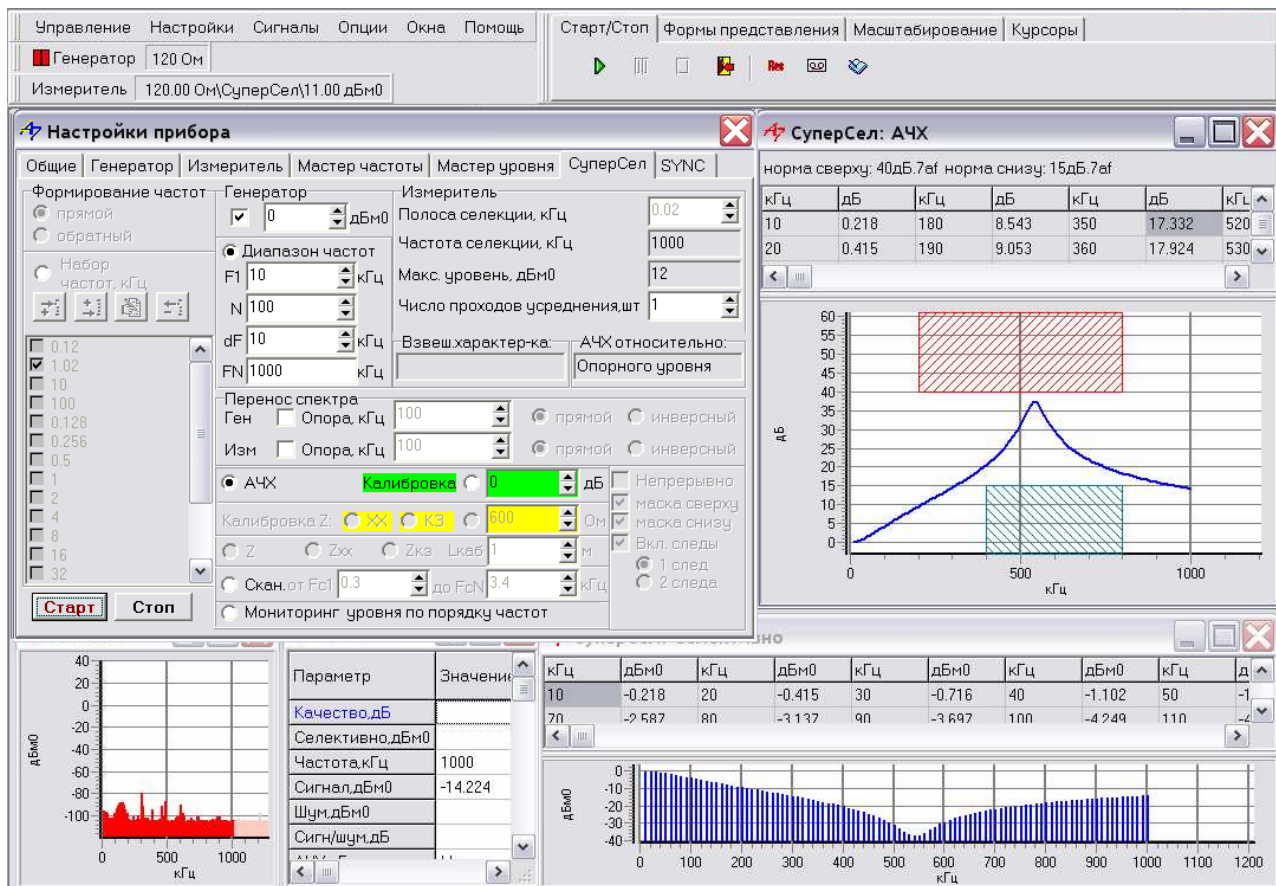 Управление Настройки Сигналы Опции Окна Помощь
Генератор 120 Ом
Измеритель 120.00 Ом\СуперСел\11.00 дБм0
Старт/Стоп Формы представления Масштабирование Курсоры
Res
Настройки прибора
Общие Генератор Измеритель Мастер частоты Мастер уровня СуперСел SYNC
Формирование частот
прямой
обратный
Набор
частот, кГц
0.12
1.02
10
100
0.128
0.256
0.5
1
2
4
8
16
32
Старт Стоп
Генератор
0 дБм0
Диапазон частот
F1 10 кГц
N 100
dF 10 кГц
FN 1000 кГц
Измеритель
Полоса селекции, кГц 0.02
Частота селекции, кГц 1000
Макс. уровень, дБм0 12
Число проходов усреднения,шт 1
Взвеш.характер-ка: АЧХ относительно:
Опорного уровня
Перенос спектра
Ген Опора, кГц 100 прямой инверсный
Изм Опора, кГц 100 прямой инверсный
АЧХ Калибровка 0 дБ
Калибровка Z: ХХ КЗ 600 Ом
Z Zхх Zкз Lкаб 1 м
Скан. от Fc1 0.3 до FcN 3.4 кГц
Мониторинг уровня по порядку частот
Непрерывно
маска сверху
маска снизу
Вкл. следы
1 след
2 следа
СуперСел: АЧХ
норма сверху: 40дБ.7af норма снизу: 15дБ.7af
кГц дБ кГц дБ кГц дБ кГц
10 0.218 180 8.543 350 17.332 520
20 0.415 190 9.053 360 17.924 530
60
55
50
45
40
35
30
25
20
15
10
5
0
дБ
0 500 1000
кГц
40
20
0
-20
-40
-60
-80
-100
дБм0
0 500 1000
кГц
Параметр Значение
Качество,дБ
Селективно,дБм0
Частота,кГц 1000
Сигнал,дБм0 -14.224
Шум,дБм0
Сигн/шум,дБ
кГц дБм0 кГц дБм0 кГц дБм0 кГц дБм0 кГц д
10 -0.218 20 -0.415 30 -0.716 40 -1.102 50 -1,
70 -2.587 80 -3.137 90 -3.697 100 -4.249 110
0
-10
-20
-30
-40
дБм0
0 100 200 300 400 500 600 700 800 900 1000 1100 1200
кГц